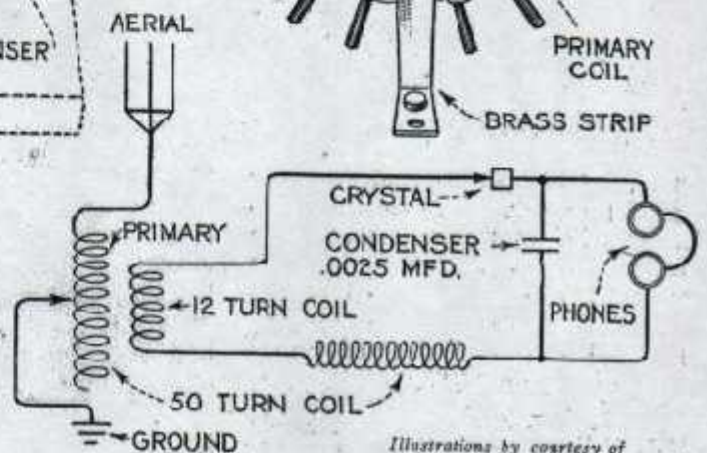 AERIAL
PRIMARY
COIL
BRASS STRIP
CRYSTAL
PRIMARY
CONDENSER
.0025 MFD.
12 TURN COIL
PHONES
50 TURN COIL
GROUND
Illustrations by courtesy of